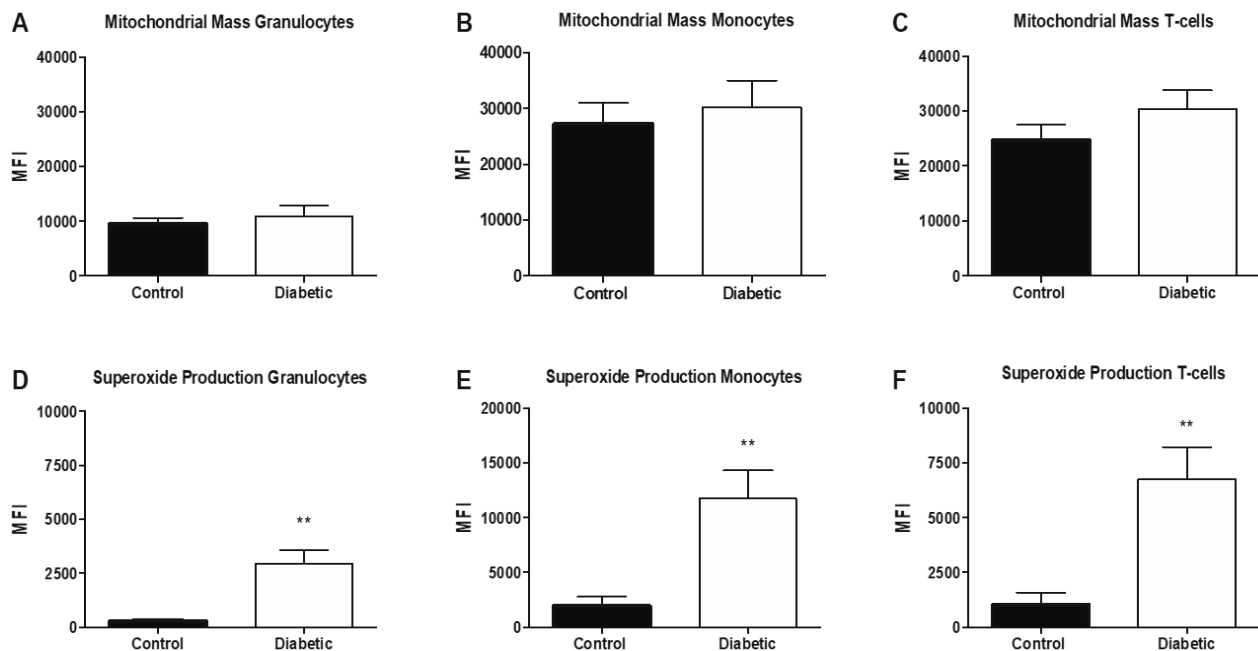 A Mitochondrial Mass Granulocytes
40000
30000
20000
10000
0
MFI
Control Diabetic
B Mitochondrial Mass Monocytes
40000
30000
20000
10000
0
MFI
Control Diabetic
C Mitochondrial Mass T-cells
40000
30000
20000
10000
0
MFI
Control Diabetic
D Superoxide Production Granulocytes
10000
7500
5000
2500
0
MFI
**
Control Diabetic
E Superoxide Production Monocytes
20000
15000
10000
5000
0
MFI
**
Control Diabetic
F Superoxide Production T-cells
10000
7500
5000
2500
0
MFI
**
Control Diabetic